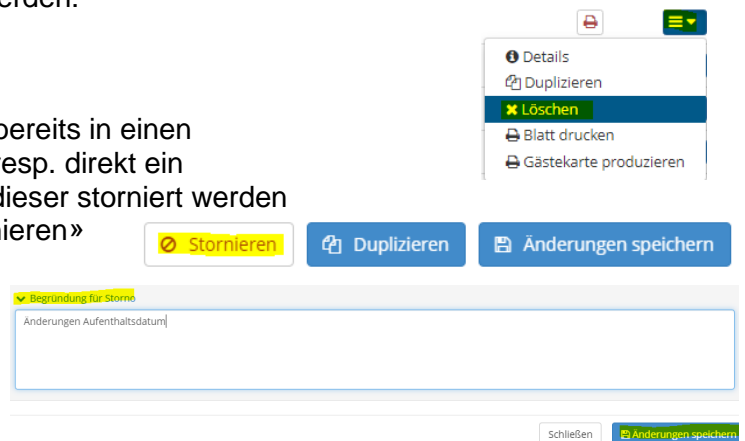 erden.
Details
Duplizieren
Löschen
Blatt drucken
Gästekarte produzieren
bereits in einen
resp. direkt ein
dieser storniert werden
nieren»
Stornieren Duplizieren Änderungen speichern
Begründung für Storno
Änderungen Aufenthaltsdatum
Schließen Änderungen speichern